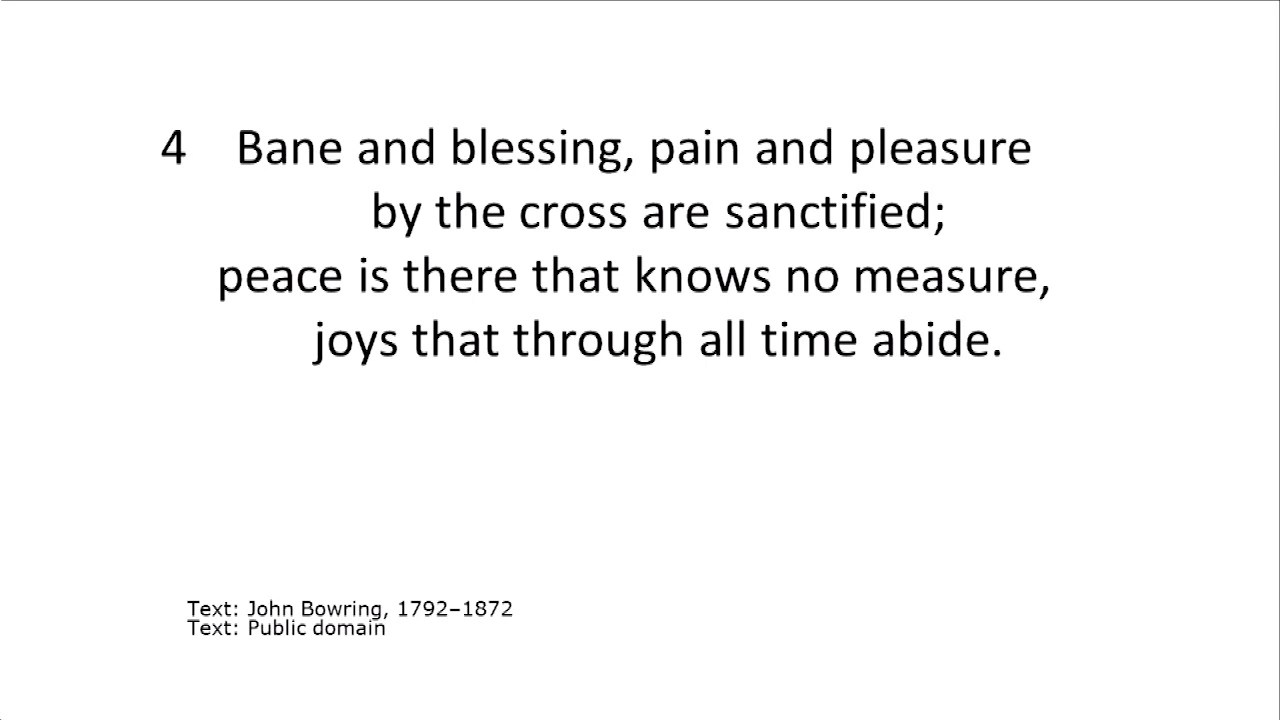 4 Bane and blessing, pain and pleasure
by the cross are sanctified;
peace is there that knows no measure,
joys that through all time abide.
Text: John Bowring, 1792–1872
Text: Public domain